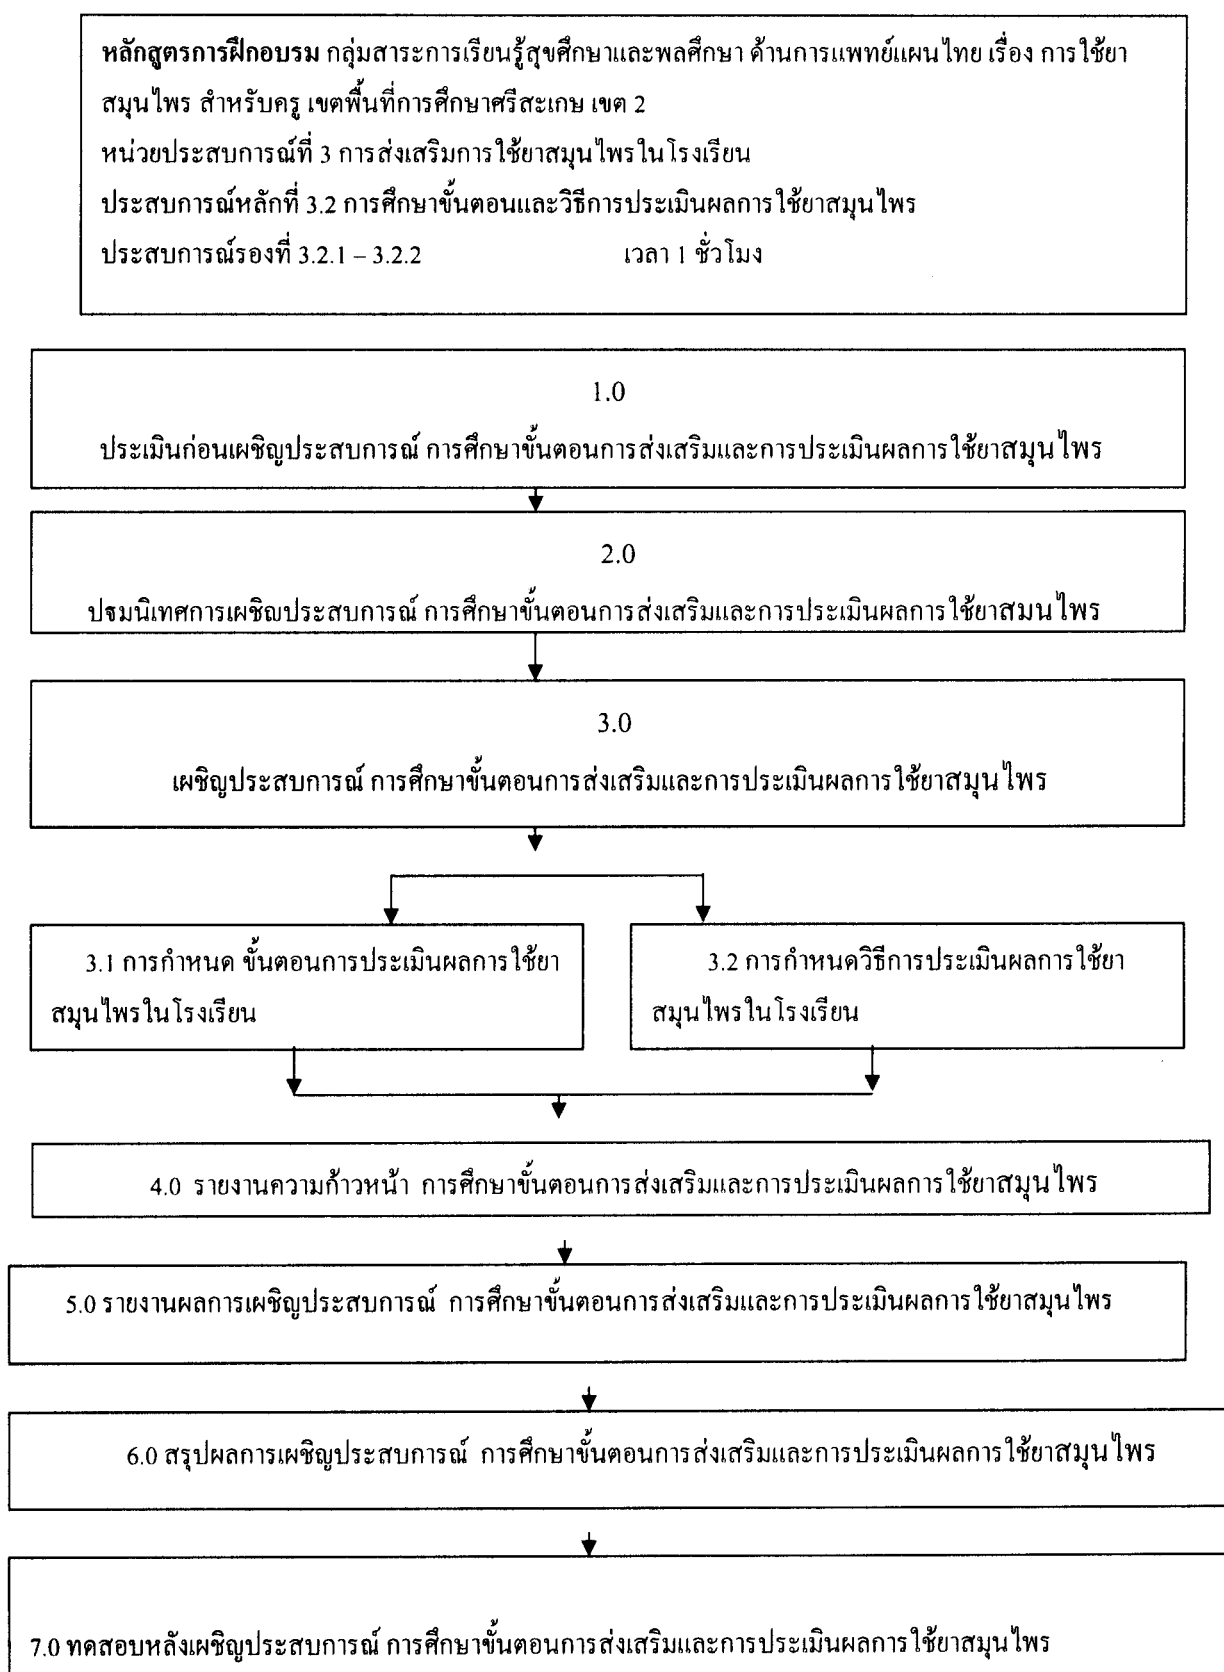 หลักสูตรการฝึกอบรม กลุ่มสาระการเรียนรู้สุขศึกษาและพลศึกษา ด้านการแพทย์แผนไทย เรื่อง การใช้ยา
สมุนไพร สำหรับครู เขตพื้นที่การศึกษาศรีสะเกษ เขต 2
หน่วยประสบการณ์ที่ 3 การส่งเสริมการใช้ยาสมุนไพรในโรงเรียน
ประสบการณ์หลักที่ 3.2 การศึกษาขั้นตอนและวิธีการประเมินผลการใช้ยาสมุนไพร
ประสบการณ์รองที่ 3.2.1 – 3.2.2 เวลา 1 ชั่วโมง
1.0
ประเมินก่อนเผชิญประสบการณ์ การศึกษาขั้นตอนการส่งเสริมและการประเมินผลการใช้ยาสมุนไพร
2.0
ปฐมนิเทศการเผชิญประสบการณ์ การศึกษาขั้นตอนการส่งเสริมและการประเมินผลการใช้ยาสมุนไพร
3.0
เผชิญประสบการณ์ การศึกษาขั้นตอนการส่งเสริมและการประเมินผลการใช้ยาสมุนไพร
3.1 การกำหนด ขั้นตอนการประเมินผลการใช้ยา
สมุนไพรในโรงเรียน
3.2 การกำหนดวิธีการประเมินผลการใช้ยา
สมุนไพรในโรงเรียน
4.0 รายงานความก้าวหน้า การศึกษาขั้นตอนการส่งเสริมและการประเมินผลการใช้ยาสมุนไพร
5.0 รายงานผลการเผชิญประสบการณ์ การศึกษาขั้นตอนการส่งเสริมและการประเมินผลการใช้ยาสมุนไพร
6.0 สรุปผลการเผชิญประสบการณ์ การศึกษาขั้นตอนการส่งเสริมและการประเมินผลการใช้ยาสมุนไพร
7.0 ทดสอบหลังเผชิญประสบการณ์ การศึกษาขั้นตอนการส่งเสริมและการประเมินผลการใช้ยาสมุนไพร